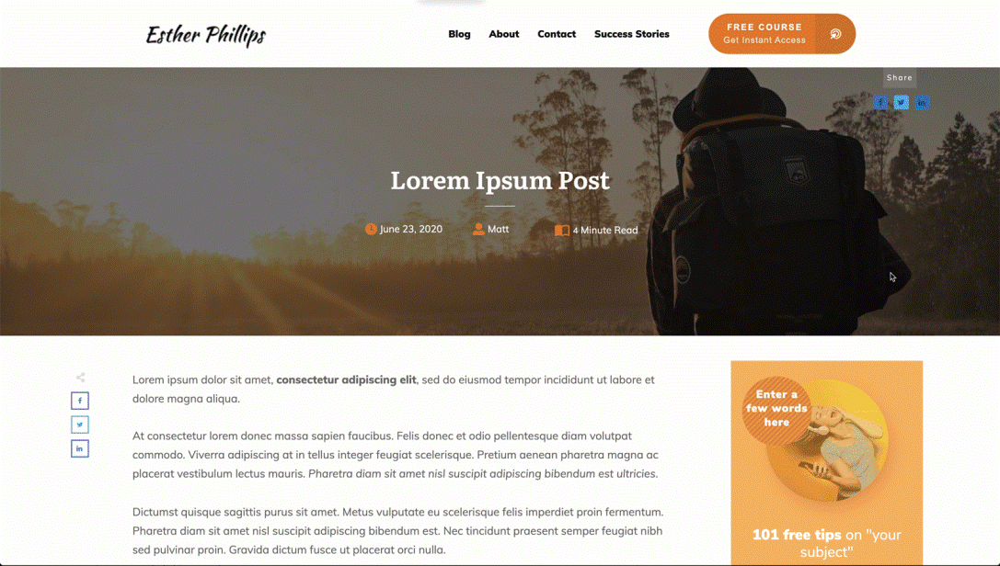 Esther Phillips
Blog About Contact Success Stories
FREE COURSE
Get Instant Access
Share
Lorem Ipsum Post
June 23, 2020 Matt 4 Minute Read
Lorem ipsum dolor sit amet, consectetur adipiscing elit, sed do eiusmod tempor incididunt ut labore et
dolore magna aliqua.
At consectetur lorem donec massa sapien faucibus. Felis donec et odio pellentesque diam volutpat
commodo. Viverra adipiscing at in tellus integer feugiat scelerisque. Pretium aenean pharetra magna ac
placerat vestibulum lectus mauris. Pharetra diam sit amet nisl suscipit adipiscing bibendum est ultricies.
Dictumst quisque sagittis purus sit amet. Metus vulputate eu scelerisque felis imperdiet proin fermentum.
Pharetra diam sit amet nisl suscipit adipiscing bibendum est. Nec tincidunt praesent semper feugiat nibh
sed pulvinar proin. Gravida dictum fusce ut placerat orci nulla.
Enter a
few words
here
101 free tips on "your
subject"